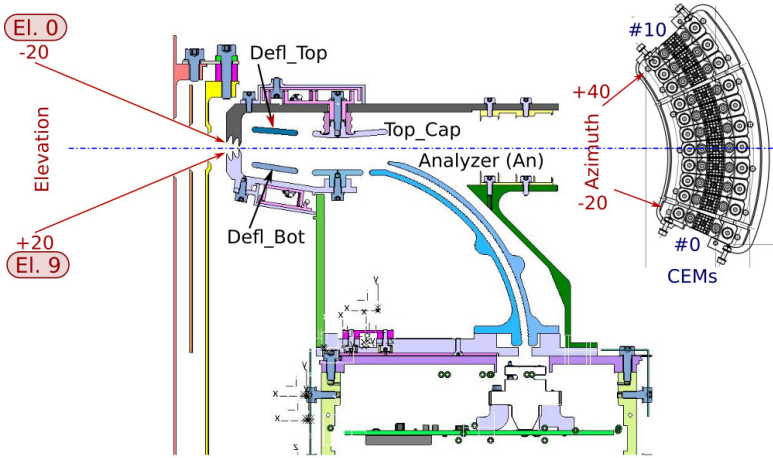 El. 0
-20
Elevation
+20
El. 9
Defl_Top
Top_Cap
Analyzer (An)
Defl_Bot
#10
+40
Azimuth
-20
#0
CEMs
y
x
x
y
x
x
z